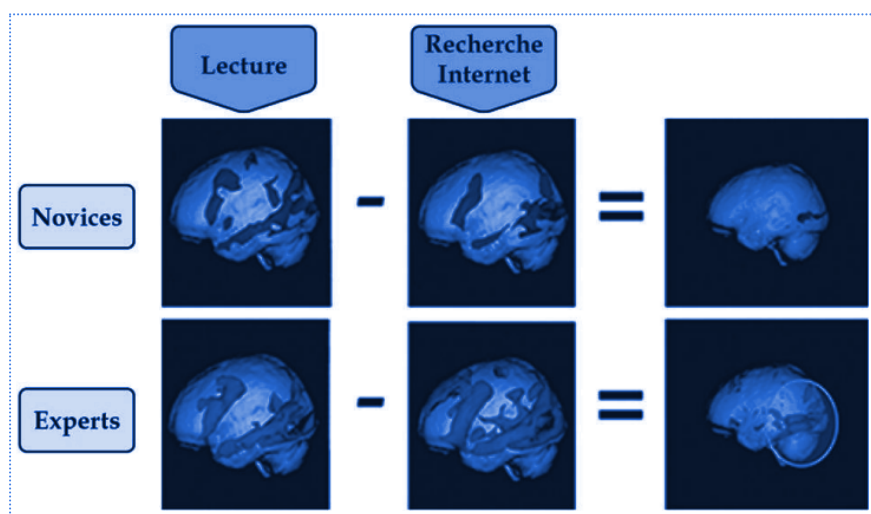 Lecture
Recherche
Internet
Novices
-
=
Experts
-
=